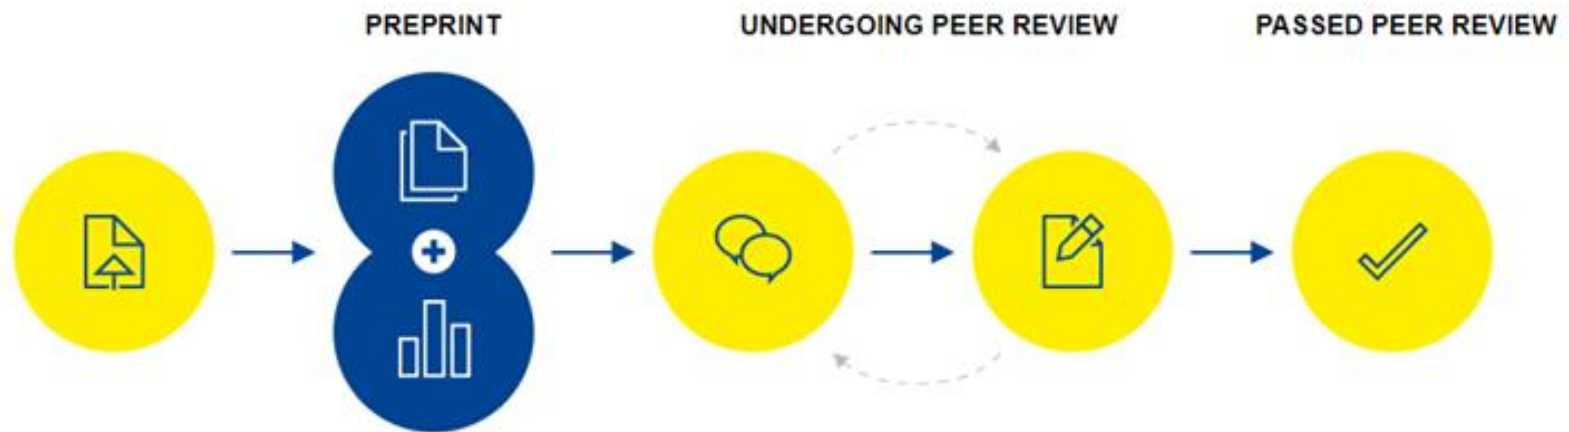 PREPRINT
UNDERGOING PEER REVIEW
PASSED PEER REVIEW